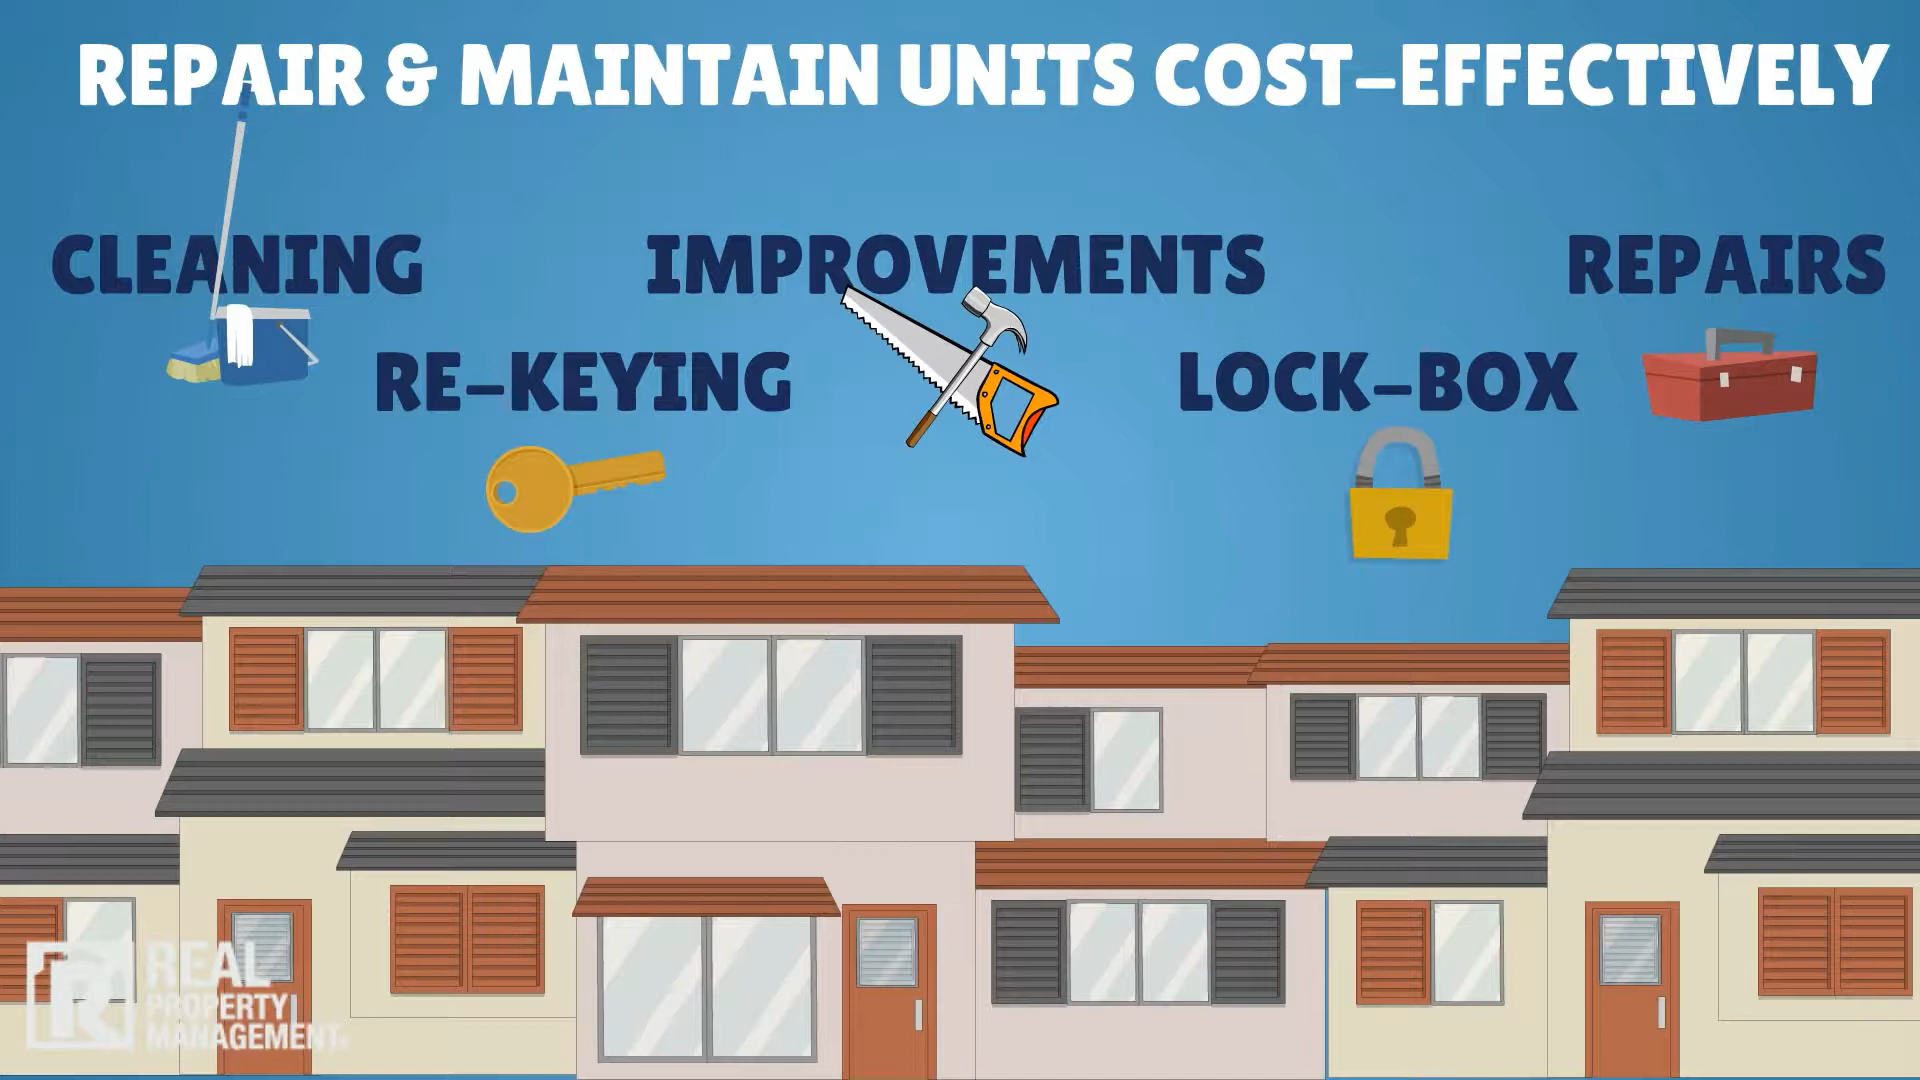 REPAIR & MAINTAIN UNITS COST-EFFECTIVELY
CLEANING
IMPROVEMENTS
REPAIRS
RE-KEYING
LOCK-BOX
R
REAL
PROPERTY
MANAGEMENT